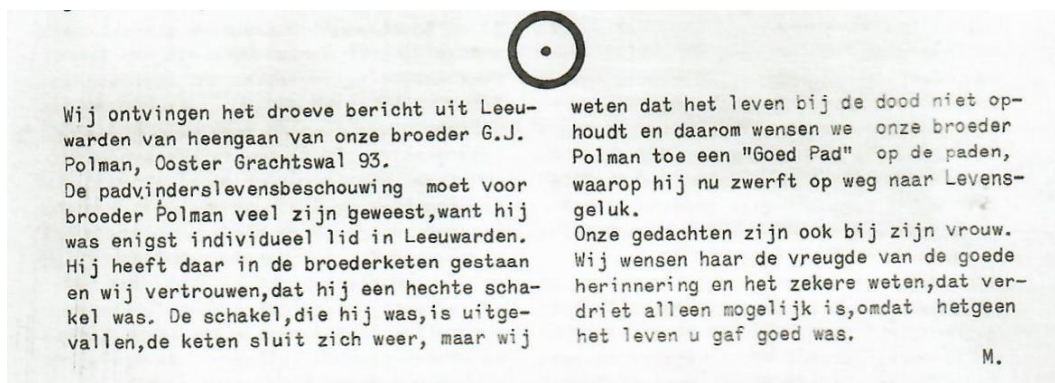 Wij ontvingen het droeve bericht uit Leeu-
warden van heengaan van onze broeder G.J.
Polman, Ooster Grachtswal 93.
De padvinderslevensbeschouwing moet voor
broeder Polman veel zijn geweest,want hij
was enigst individueel lid in Leeuwarden.
Hij heeft daar in de broederketen gestaan
en wij vertrouwen,dat hij een hechte scha-
kel was. De schakel,die hij was,is uitge-
vallen,de keten sluit zich weer, maar wij
weten dat het leven bij de dood niet op-
houdt en daarom wensen we onze broeder
Polman toe een "Goed Pad" op de paden,
waarop hij nu zwerft op weg naar Levens-
geluk.
Onze gedachten zijn ook bij zijn vrouw.
Wij wensen haar de vreugde van de goede
herinnering en het zekere weten,dat ver-
driet alleen mogelijk is,omdat hetgeen
het leven u gaf goed was.
M.